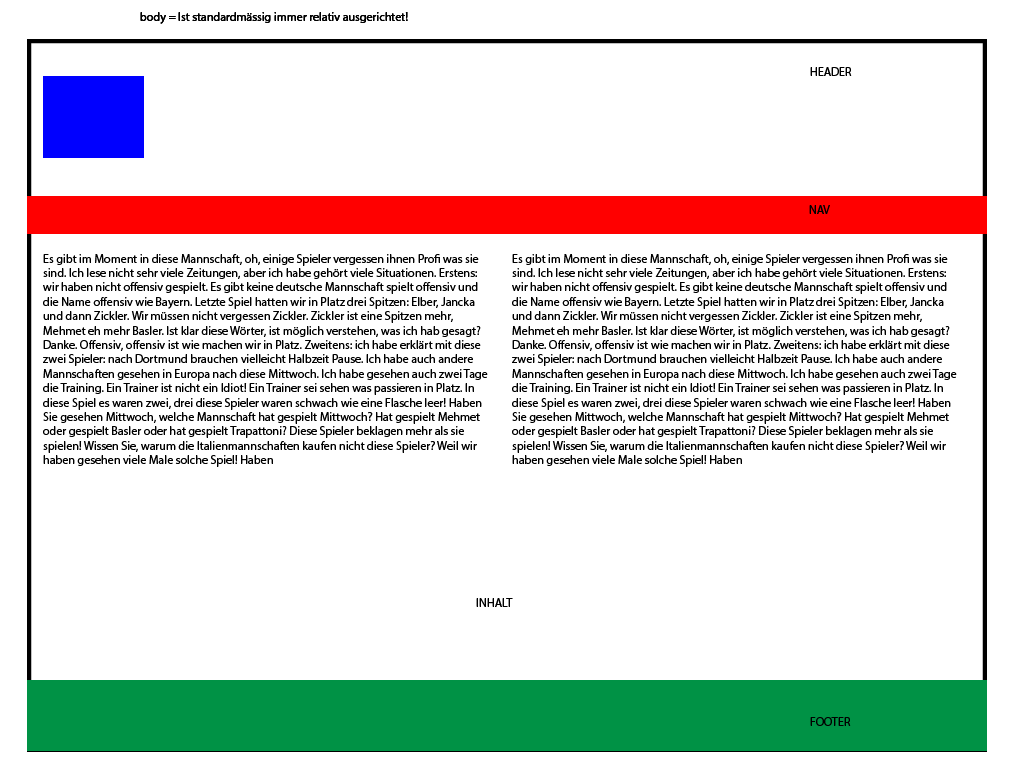 body = Ist standardmässig immer relativ ausgerichtet!
HEADER
NAV
Es gibt im Moment in diese Mannschaft, oh, einige Spieler vergessen ihnen Profi was sie
sind. Ich lese nicht sehr viele Zeitungen, aber ich habe gehört viele Situationen. Erstens:
wir haben nicht offensiv gespielt. Es gibt keine deutsche Mannschaft spielt offensiv und
die Name offensiv wie Bayern. Letzte Spiel hatten wir in Platz drei Spitzen: Elber, Jancka
und dann Zickler. Wir müssen nicht vergessen Zickler. Zickler ist eine Spitzen mehr,
Mehmet eh mehr Basler. Ist klar diese Wörter, ist möglich verstehen, was ich hab gesagt?
Danke. Offensiv, offensiv ist wie machen wir in Platz. Zweitens: ich habe erklärt mit diese
zwei Spieler: nach Dortmund brauchen vielleicht Halbzeit Pause. Ich habe auch andere
Mannschaften gesehen in Europa nach diese Mittwoch. Ich habe gesehen auch zwei Tage
die Training. Ein Trainer ist nicht ein Idiot! Ein Trainer sei sehen was passieren in Platz. In
diese Spiel es waren zwei, drei diese Spieler waren schwach wie eine Flasche leer! Haben
Sie gesehen Mittwoch, welche Mannschaft hat gespielt Mittwoch? Hat gespielt Mehmet
oder gespielt Basler oder hat gespielt Trapattoni? Diese Spieler beklagen mehr als sie
spielen! Wissen Sie, warum die Italienmannschaften kaufen nicht diese Spieler? Weil wir
haben gesehen viele Male solche Spiel! Haben
Es gibt im Moment in diese Mannschaft, oh, einige Spieler vergessen ihnen Profi was sie
sind. Ich lese nicht sehr viele Zeitungen, aber ich habe gehört viele Situationen. Erstens:
wir haben nicht offensiv gespielt. Es gibt keine deutsche Mannschaft spielt offensiv und
die Name offensiv wie Bayern. Letzte Spiel hatten wir in Platz drei Spitzen: Elber, Jancka
und dann Zickler. Wir müssen nicht vergessen Zickler. Zickler ist eine Spitzen mehr,
Mehmet eh mehr Basler. Ist klar diese Wörter, ist möglich verstehen, was ich hab gesagt?
Danke. Offensiv, offensiv ist wie machen wir in Platz. Zweitens: ich habe erklärt mit diese
zwei Spieler: nach Dortmund brauchen vielleicht Halbzeit Pause. Ich habe auch andere
Mannschaften gesehen in Europa nach diese Mittwoch. Ich habe gesehen auch zwei Tage
die Training. Ein Trainer ist nicht ein Idiot! Ein Trainer sei sehen was passieren in Platz. In
diese Spiel es waren zwei, drei diese Spieler waren schwach wie eine Flasche leer! Haben
Sie gesehen Mittwoch, welche Mannschaft hat gespielt Mittwoch? Hat gespielt Mehmet
oder gespielt Basler oder hat gespielt Trapattoni? Diese Spieler beklagen mehr als sie
spielen! Wissen Sie, warum die Italienmannschaften kaufen nicht diese Spieler? Weil wir
haben gesehen viele Male solche Spiel! Haben
INHALT
FOOTER